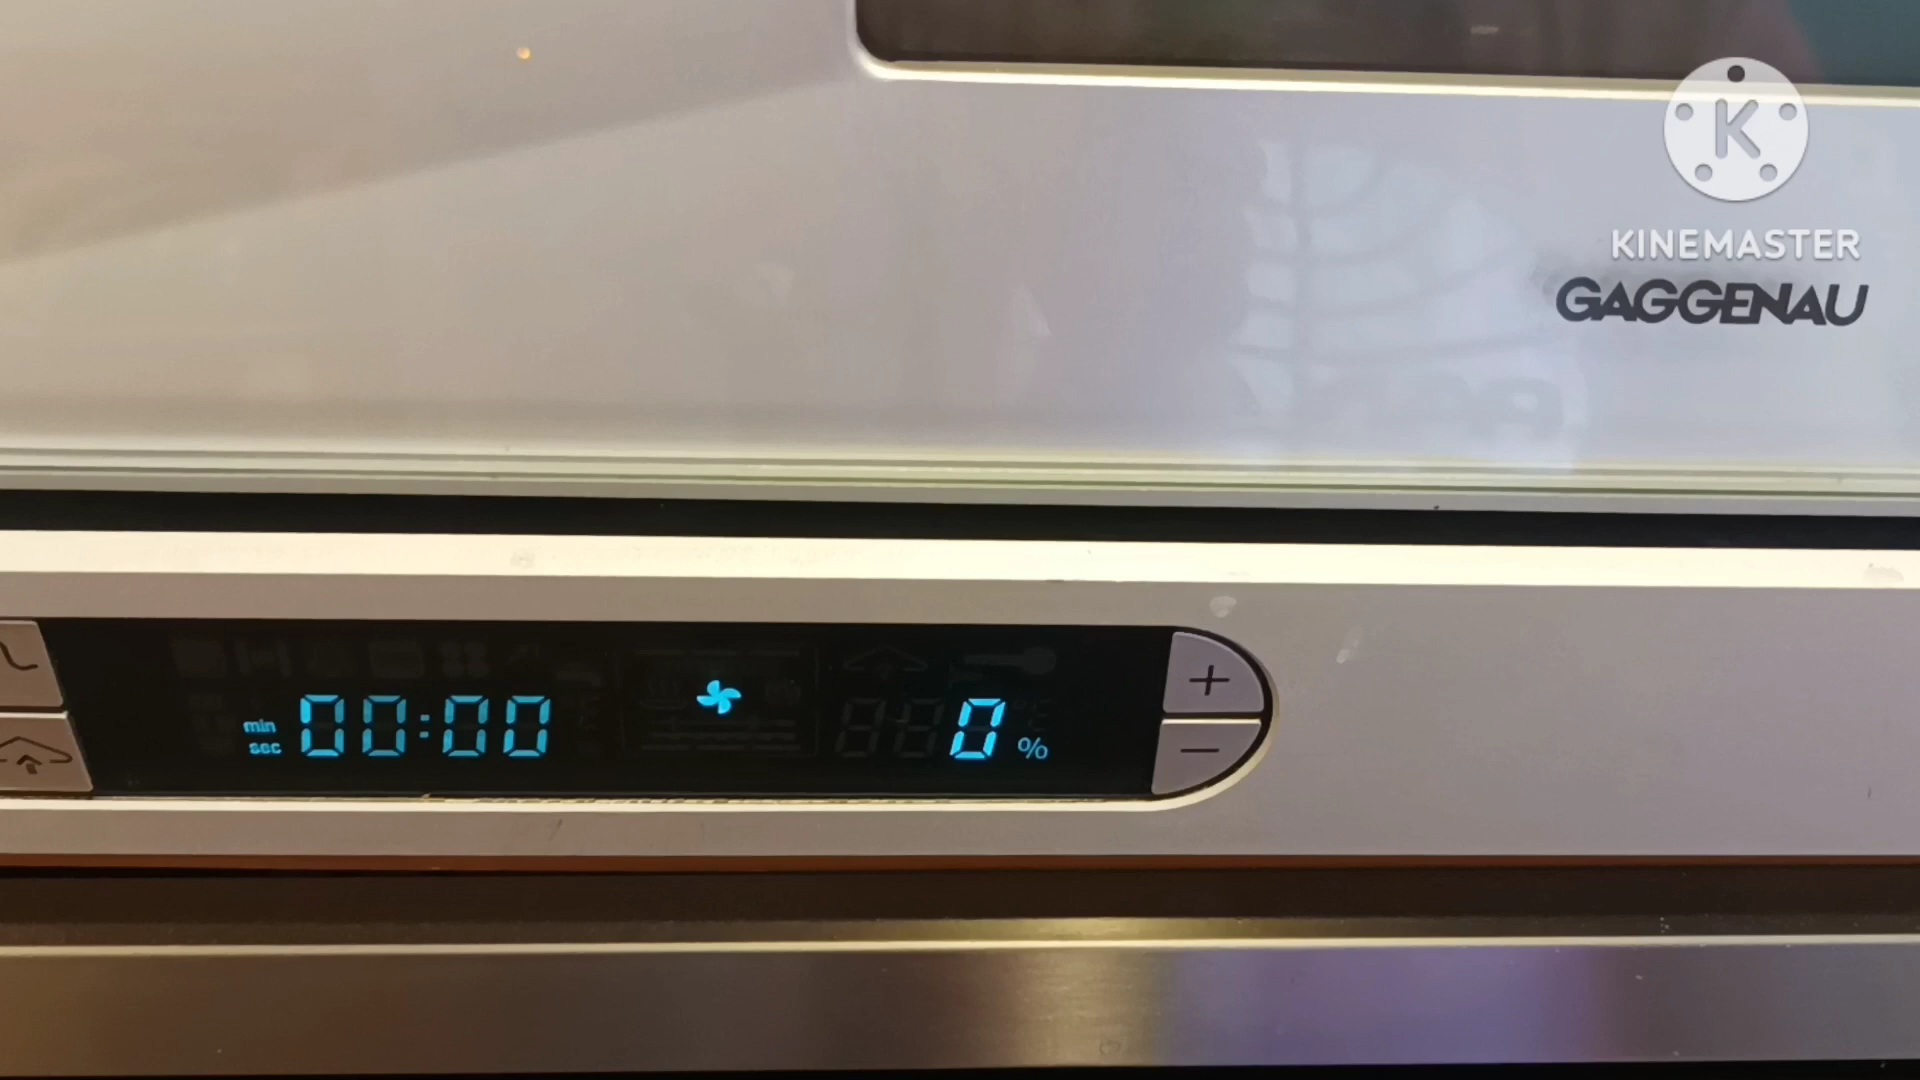 KINEMASTER
GAGGENAU
min
sec
00:00
0 %
+
−